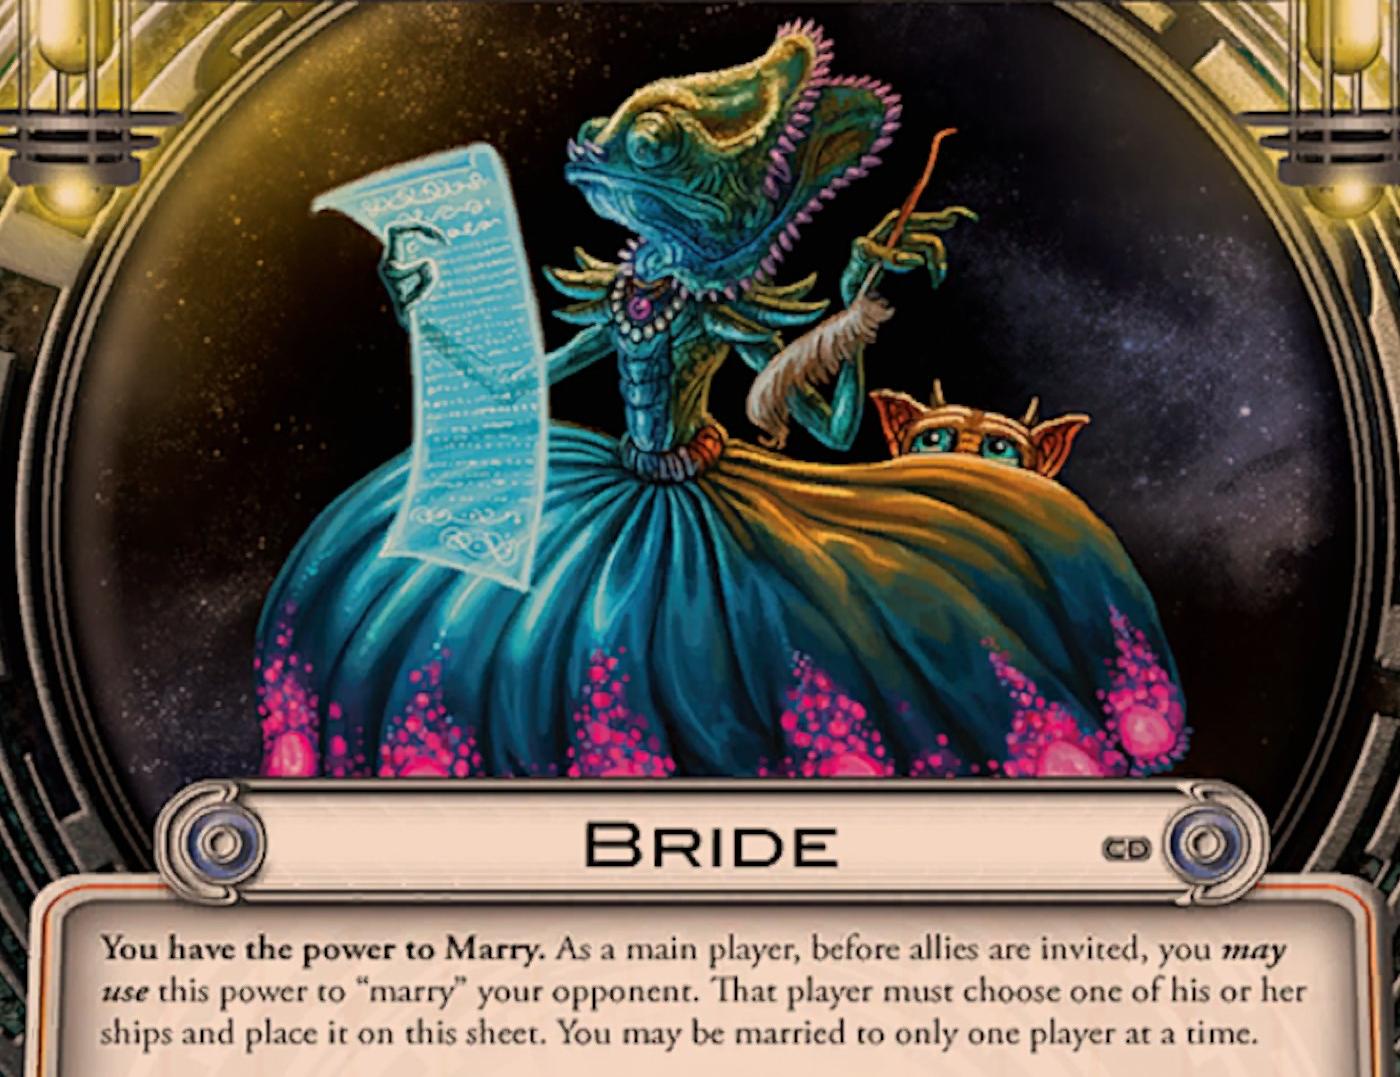 BRIDE
CD
You have the power to Marry. As a main player, before allies are invited, you may
use this power to “marry” your opponent. That player must choose one of his or her
ships and place it on this sheet. You may be married to only one player at a time.